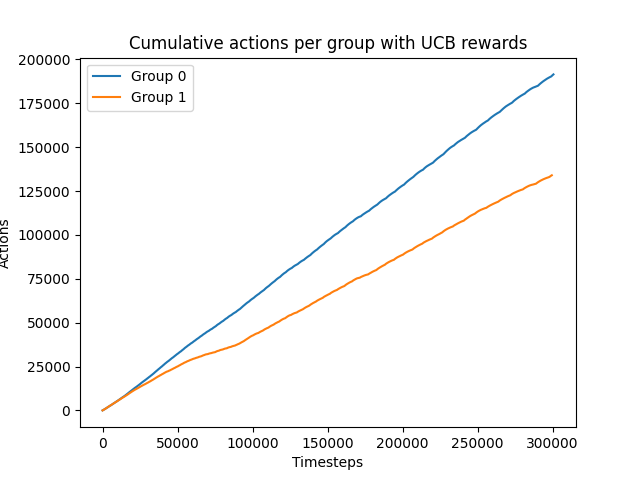 Cumulative actions per group with UCB rewards
Group 0
Group 1
200000
175000
150000
125000
100000
75000
50000
25000
0
Actions
0 50000 100000 150000 200000 250000 300000
Timesteps